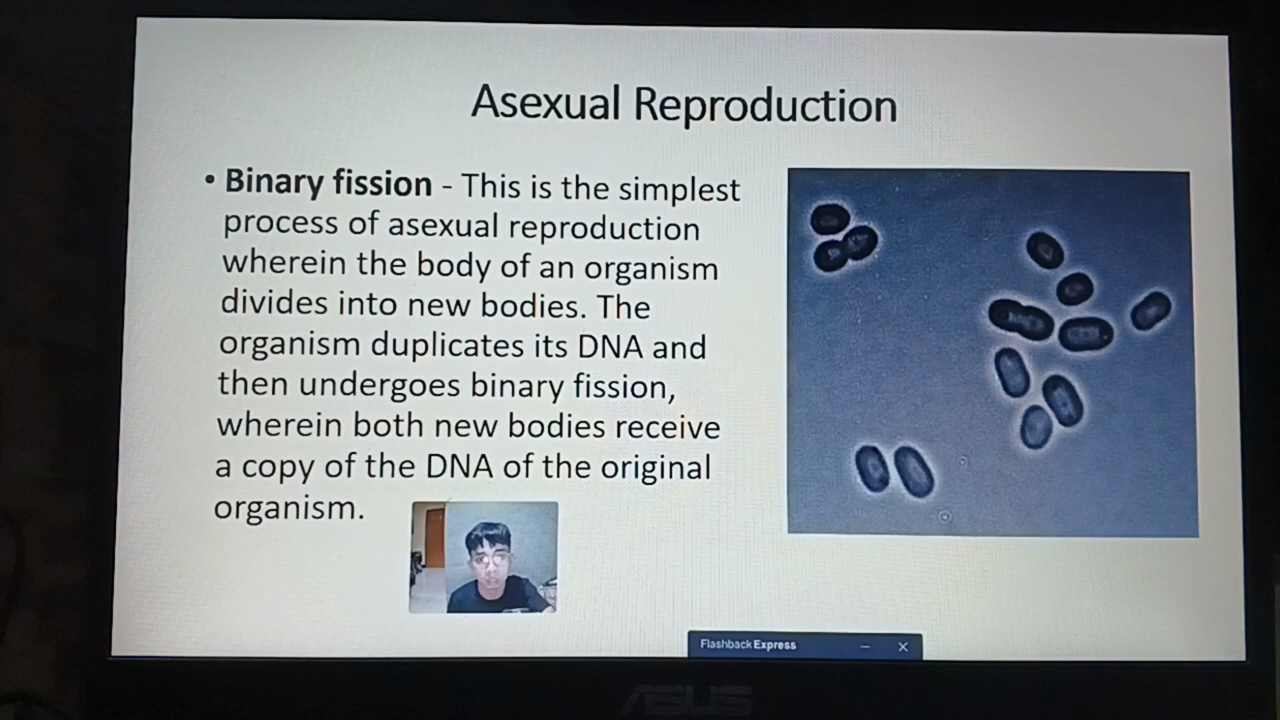 Asexual Reproduction
• Binary fission - This is the simplest
process of asexual reproduction
wherein the body of an organism
divides into new bodies. The
organism duplicates its DNA and
then undergoes binary fission,
wherein both new bodies receive
a copy of the DNA of the original
organism.
Flashback Express
ASUS